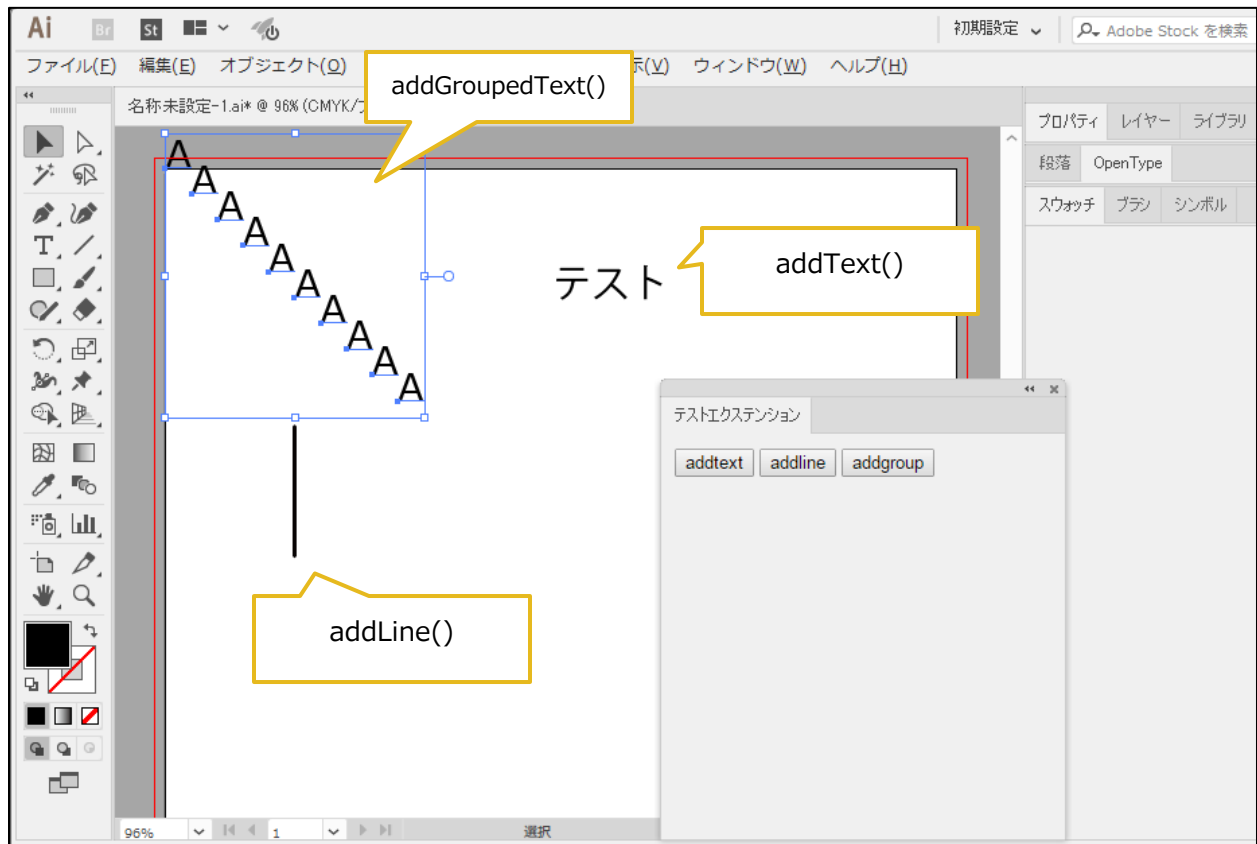 Ai Br St 初期設定 Adobe Stock を検索
ファイル(F) 編集(E) オブジェクト(O) 示(V) ウィンドウ(W) ヘルプ(H)
addGroupedText()
名称未設定-1.ai* @ 96% (CMYK/プ
プロパティ レイヤー ライブラリ
段落 OpenType
スウォッチ ブラシ シンボル
A
A
A
A
A
A
A
A
A
A
テスト
addText()
テストエクステンション
addtext addline addgroup
addLine()
T
96% 1 選択